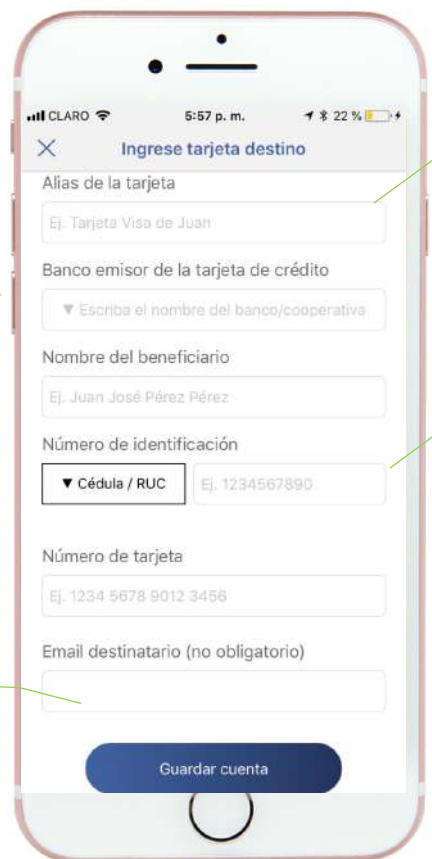 CLARO 5:57 p. m. 22 %
Ingrese tarjeta destino
Alias de la tarjeta
Ej. Tarjeta Visa de Juan
Banco emisor de la tarjeta de crédito
▼ Escriba el nombre del banco/cooperativa
Nombre del beneficiario
Ej. Juan José Pérez Pérez
Número de identificación
▼ Cédula / RUC Ej. 1234567890
Número de tarjeta
Ej. 1234 5678 9012 3456
Email destinatario (no obligatorio)
Guardar cuenta